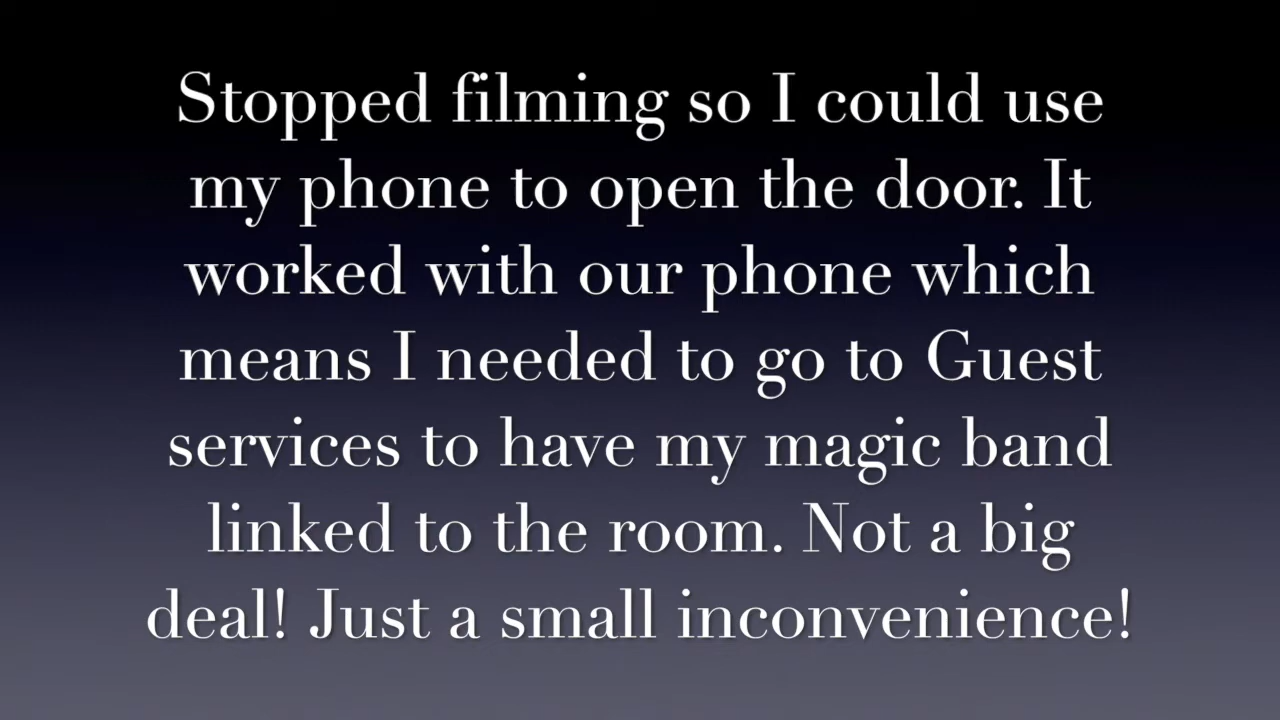 Stopped filming so I could use
my phone to open the door. It
worked with our phone which
means I needed to go to Guest
services to have my magic band
linked to the room. Not a big
deal! Just a small inconvenience!